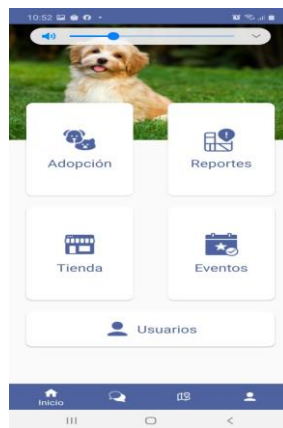 10:52
Adopción
Reportes
Tienda
Eventos
Usuarios
Inicio